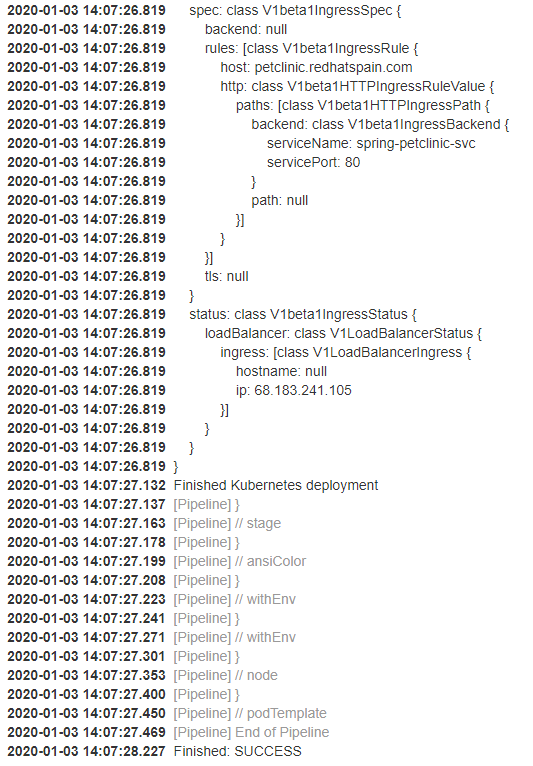 2020-01-03 14:07:26.819 spec: class V1beta1IngressSpec {
2020-01-03 14:07:26.819 backend: null
2020-01-03 14:07:26.819 rules: [class V1beta1IngressRule {
2020-01-03 14:07:26.819 host: petclinic.redhatspain.com
2020-01-03 14:07:26.819 http: class V1beta1HTTPIngressRuleValue {
2020-01-03 14:07:26.819 paths: [class V1beta1HTTPIngressPath {
2020-01-03 14:07:26.819 backend: class V1beta1IngressBackend {
2020-01-03 14:07:26.819 serviceName: spring-petclinic-svc
2020-01-03 14:07:26.819 servicePort: 80
2020-01-03 14:07:26.819 }
2020-01-03 14:07:26.819 path: null
2020-01-03 14:07:26.819 }]
2020-01-03 14:07:26.819 }
2020-01-03 14:07:26.819 }]
2020-01-03 14:07:26.819 tls: null
2020-01-03 14:07:26.819 }
2020-01-03 14:07:26.819 status: class V1beta1IngressStatus {
2020-01-03 14:07:26.819 loadBalancer: class V1LoadBalancerStatus {
2020-01-03 14:07:26.819 ingress: [class V1LoadBalancerIngress {
2020-01-03 14:07:26.819 hostname: null
2020-01-03 14:07:26.819 ip: 68.183.241.105
2020-01-03 14:07:26.819 }]
2020-01-03 14:07:26.819 }
2020-01-03 14:07:26.819 }
2020-01-03 14:07:26.819 }
2020-01-03 14:07:27.132 Finished Kubernetes deployment
2020-01-03 14:07:27.137 [Pipeline] }
2020-01-03 14:07:27.163 [Pipeline] // stage
2020-01-03 14:07:27.178 [Pipeline] }
2020-01-03 14:07:27.199 [Pipeline] // ansiColor
2020-01-03 14:07:27.208 [Pipeline] }
2020-01-03 14:07:27.223 [Pipeline] // withEnv
2020-01-03 14:07:27.241 [Pipeline] }
2020-01-03 14:07:27.271 [Pipeline] // withEnv
2020-01-03 14:07:27.301 [Pipeline] }
2020-01-03 14:07:27.353 [Pipeline] // node
2020-01-03 14:07:27.400 [Pipeline] }
2020-01-03 14:07:27.450 [Pipeline] // podTemplate
2020-01-03 14:07:27.469 [Pipeline] End of Pipeline
2020-01-03 14:07:28.227 Finished: SUCCESS